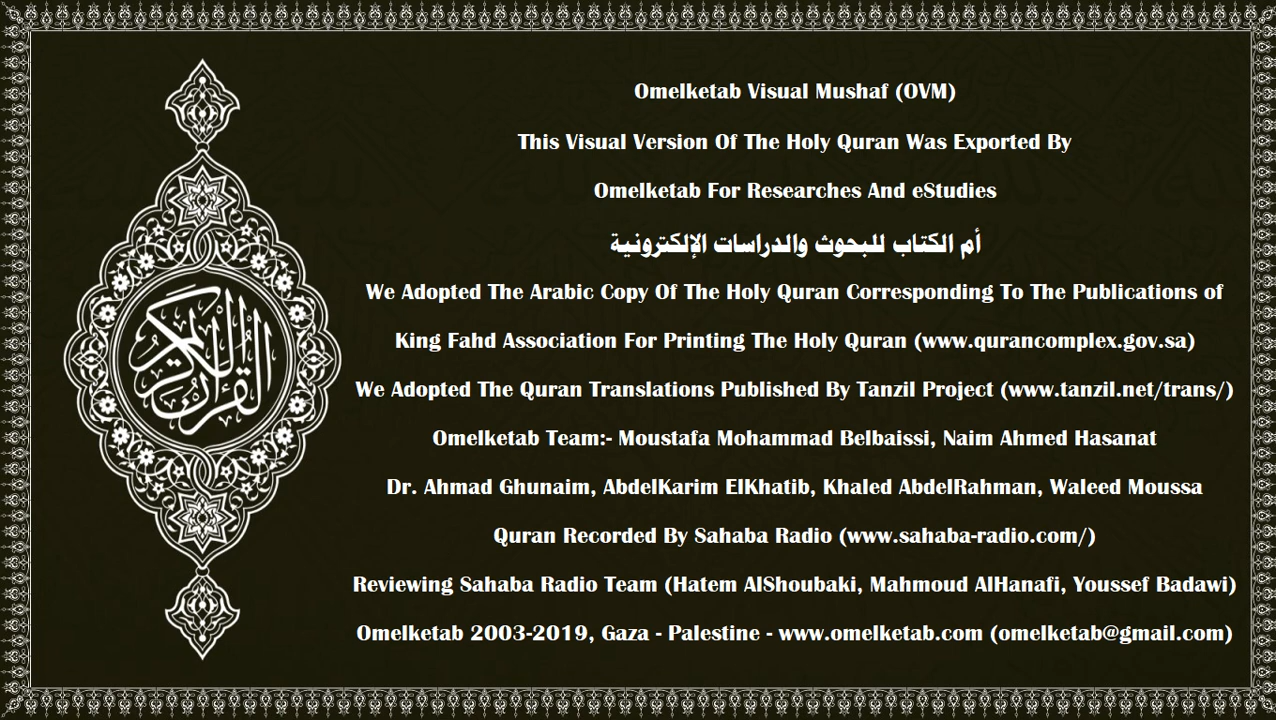 القرآن الكريم
Omelketab Visual Mushaf (OVM)
This Visual Version Of The Holy Quran Was Exported By
Omelketab For Researches And eStudies
أم الكتاب للبحوث والدراسات الإلكترونية
We Adopted The Arabic Copy Of The Holy Quran Corresponding To The Publications of
King Fahd Association For Printing The Holy Quran (www.qurancomplex.gov.sa)
We Adopted The Quran Translations Published By Tanzil Project (www.tanzil.net/trans/)
Omelketab Team:- Moustafa Mohammad Belbaissi, Naim Ahmed Hasanat
Dr. Ahmad Ghunaim, AbdelKarim ElKhatib, Khaled AbdelRahman, Waleed Moussa
Quran Recorded By Sahaba Radio (www.sahaba-radio.com/)
Reviewing Sahaba Radio Team (Hatem AlShoubaki, Mahmoud AlHanafi, Youssef Badawi)
Omelketab 2003-2019, Gaza - Palestine - www.omelketab.com (omelketab@gmail.com)